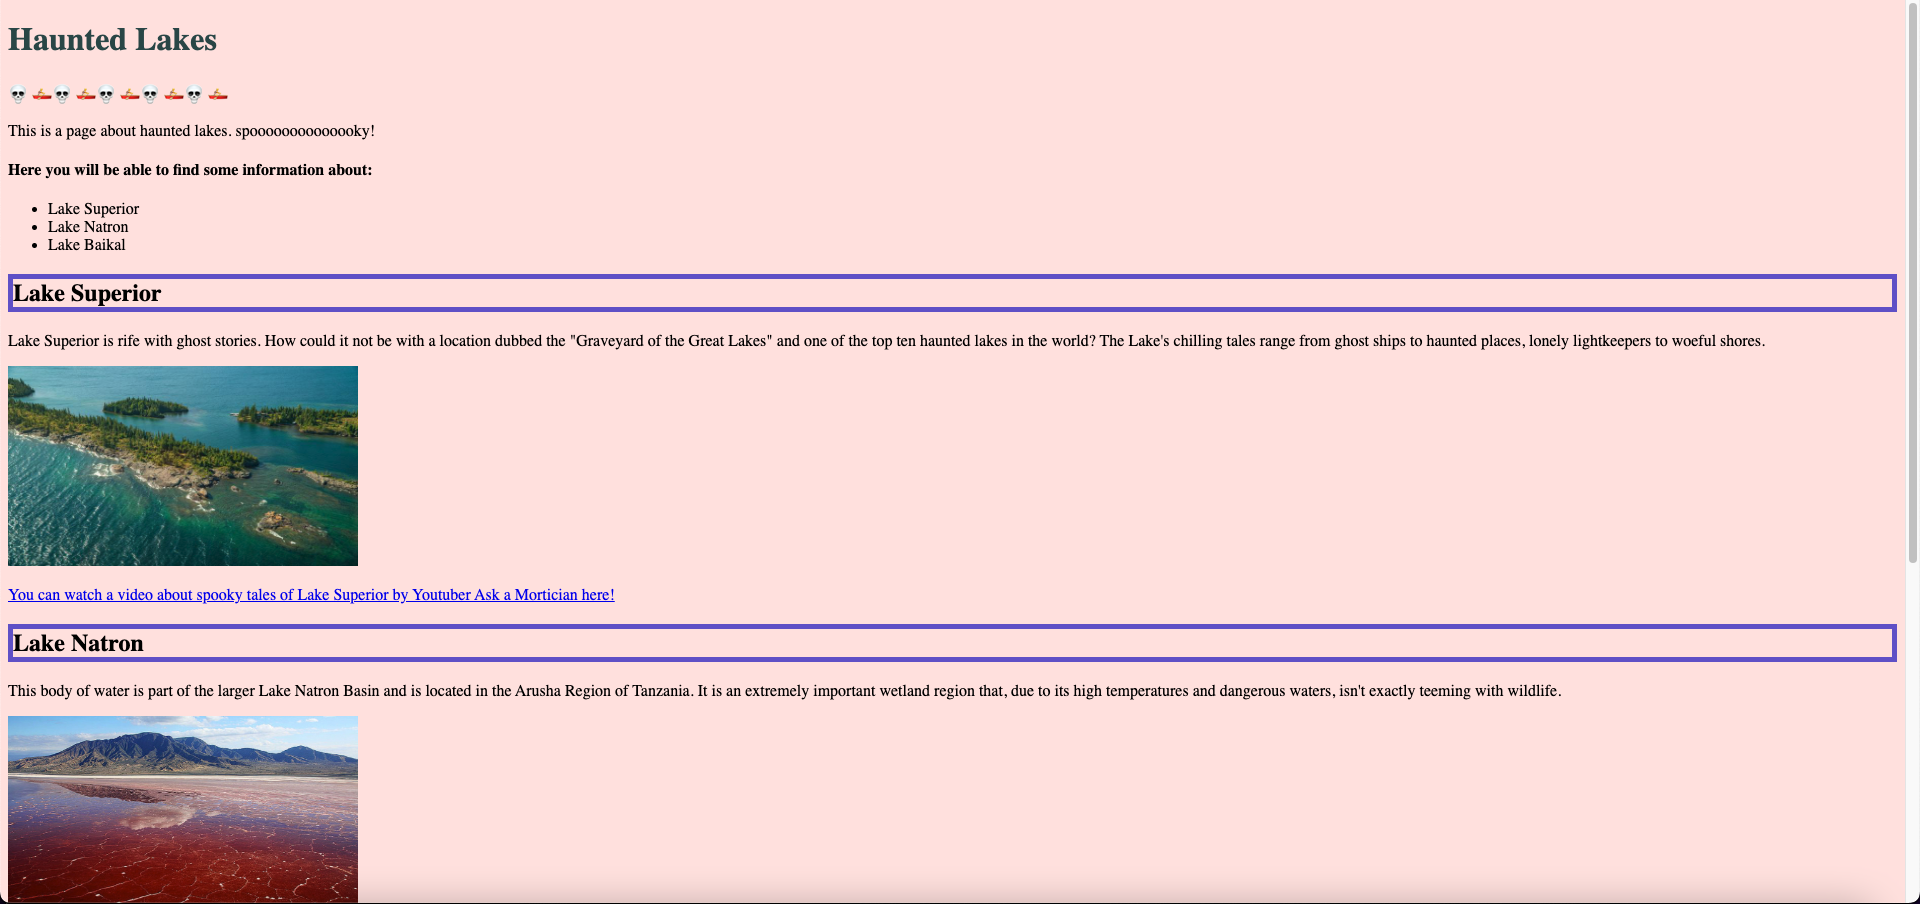 Haunted Lakes
💀🚣💀🚣💀🚣💀🚣💀🚣
This is a page about haunted lakes. spooooooooooooooky!
Here you will be able to find some information about:
• Lake Superior
• Lake Natron
• Lake Baikal
Lake Superior
Lake Superior is rife with ghost stories. How could it not be with a location dubbed the "Graveyard of the Great Lakes" and one of the top ten haunted lakes in the world? The Lake's chilling tales range from ghost ships to haunted places, lonely lightkeepers to woeful shores.
You can watch a video about spooky tales of Lake Superior by Youtuber Ask a Mortician here!
Lake Natron
This body of water is part of the larger Lake Natron Basin and is located in the Arusha Region of Tanzania. It is an extremely important wetland region that, due to its high temperatures and dangerous waters, isn't exactly teeming with wildlife.